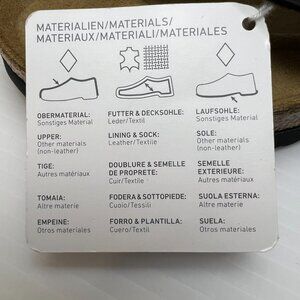 MATERIALIEN/MATERIALS/
MATERIAUX/MATERIALI/MATERIALES
OBERMATERIAL:
Sonstiges Material
FUTTER & DECKSOHLE:
Leder/Textil
LAUFSOHLE:
Sonstiges Material
UPPER:
Other materials
(non-leather)
LINING & SOCK:
Leather/Textile
SOLE:
Other materials
(non-leather)
TIGE:
Autres matériaux
DOUBLURE & SEMELLE
DE PROPRETE:
Cuir/Textile
SEMELLE
EXTERIEURE:
Autres matériaux
TOMAIA:
Altre materie
FODERA & SOTTOPIEDE:
Cuoio/Tessili
SUOLA ESTERNA:
Altre materie
EMPEINE:
Otros materiales
FORRO & PLANTILLA:
Cuero/Textil
SUELA:
Otros materiales